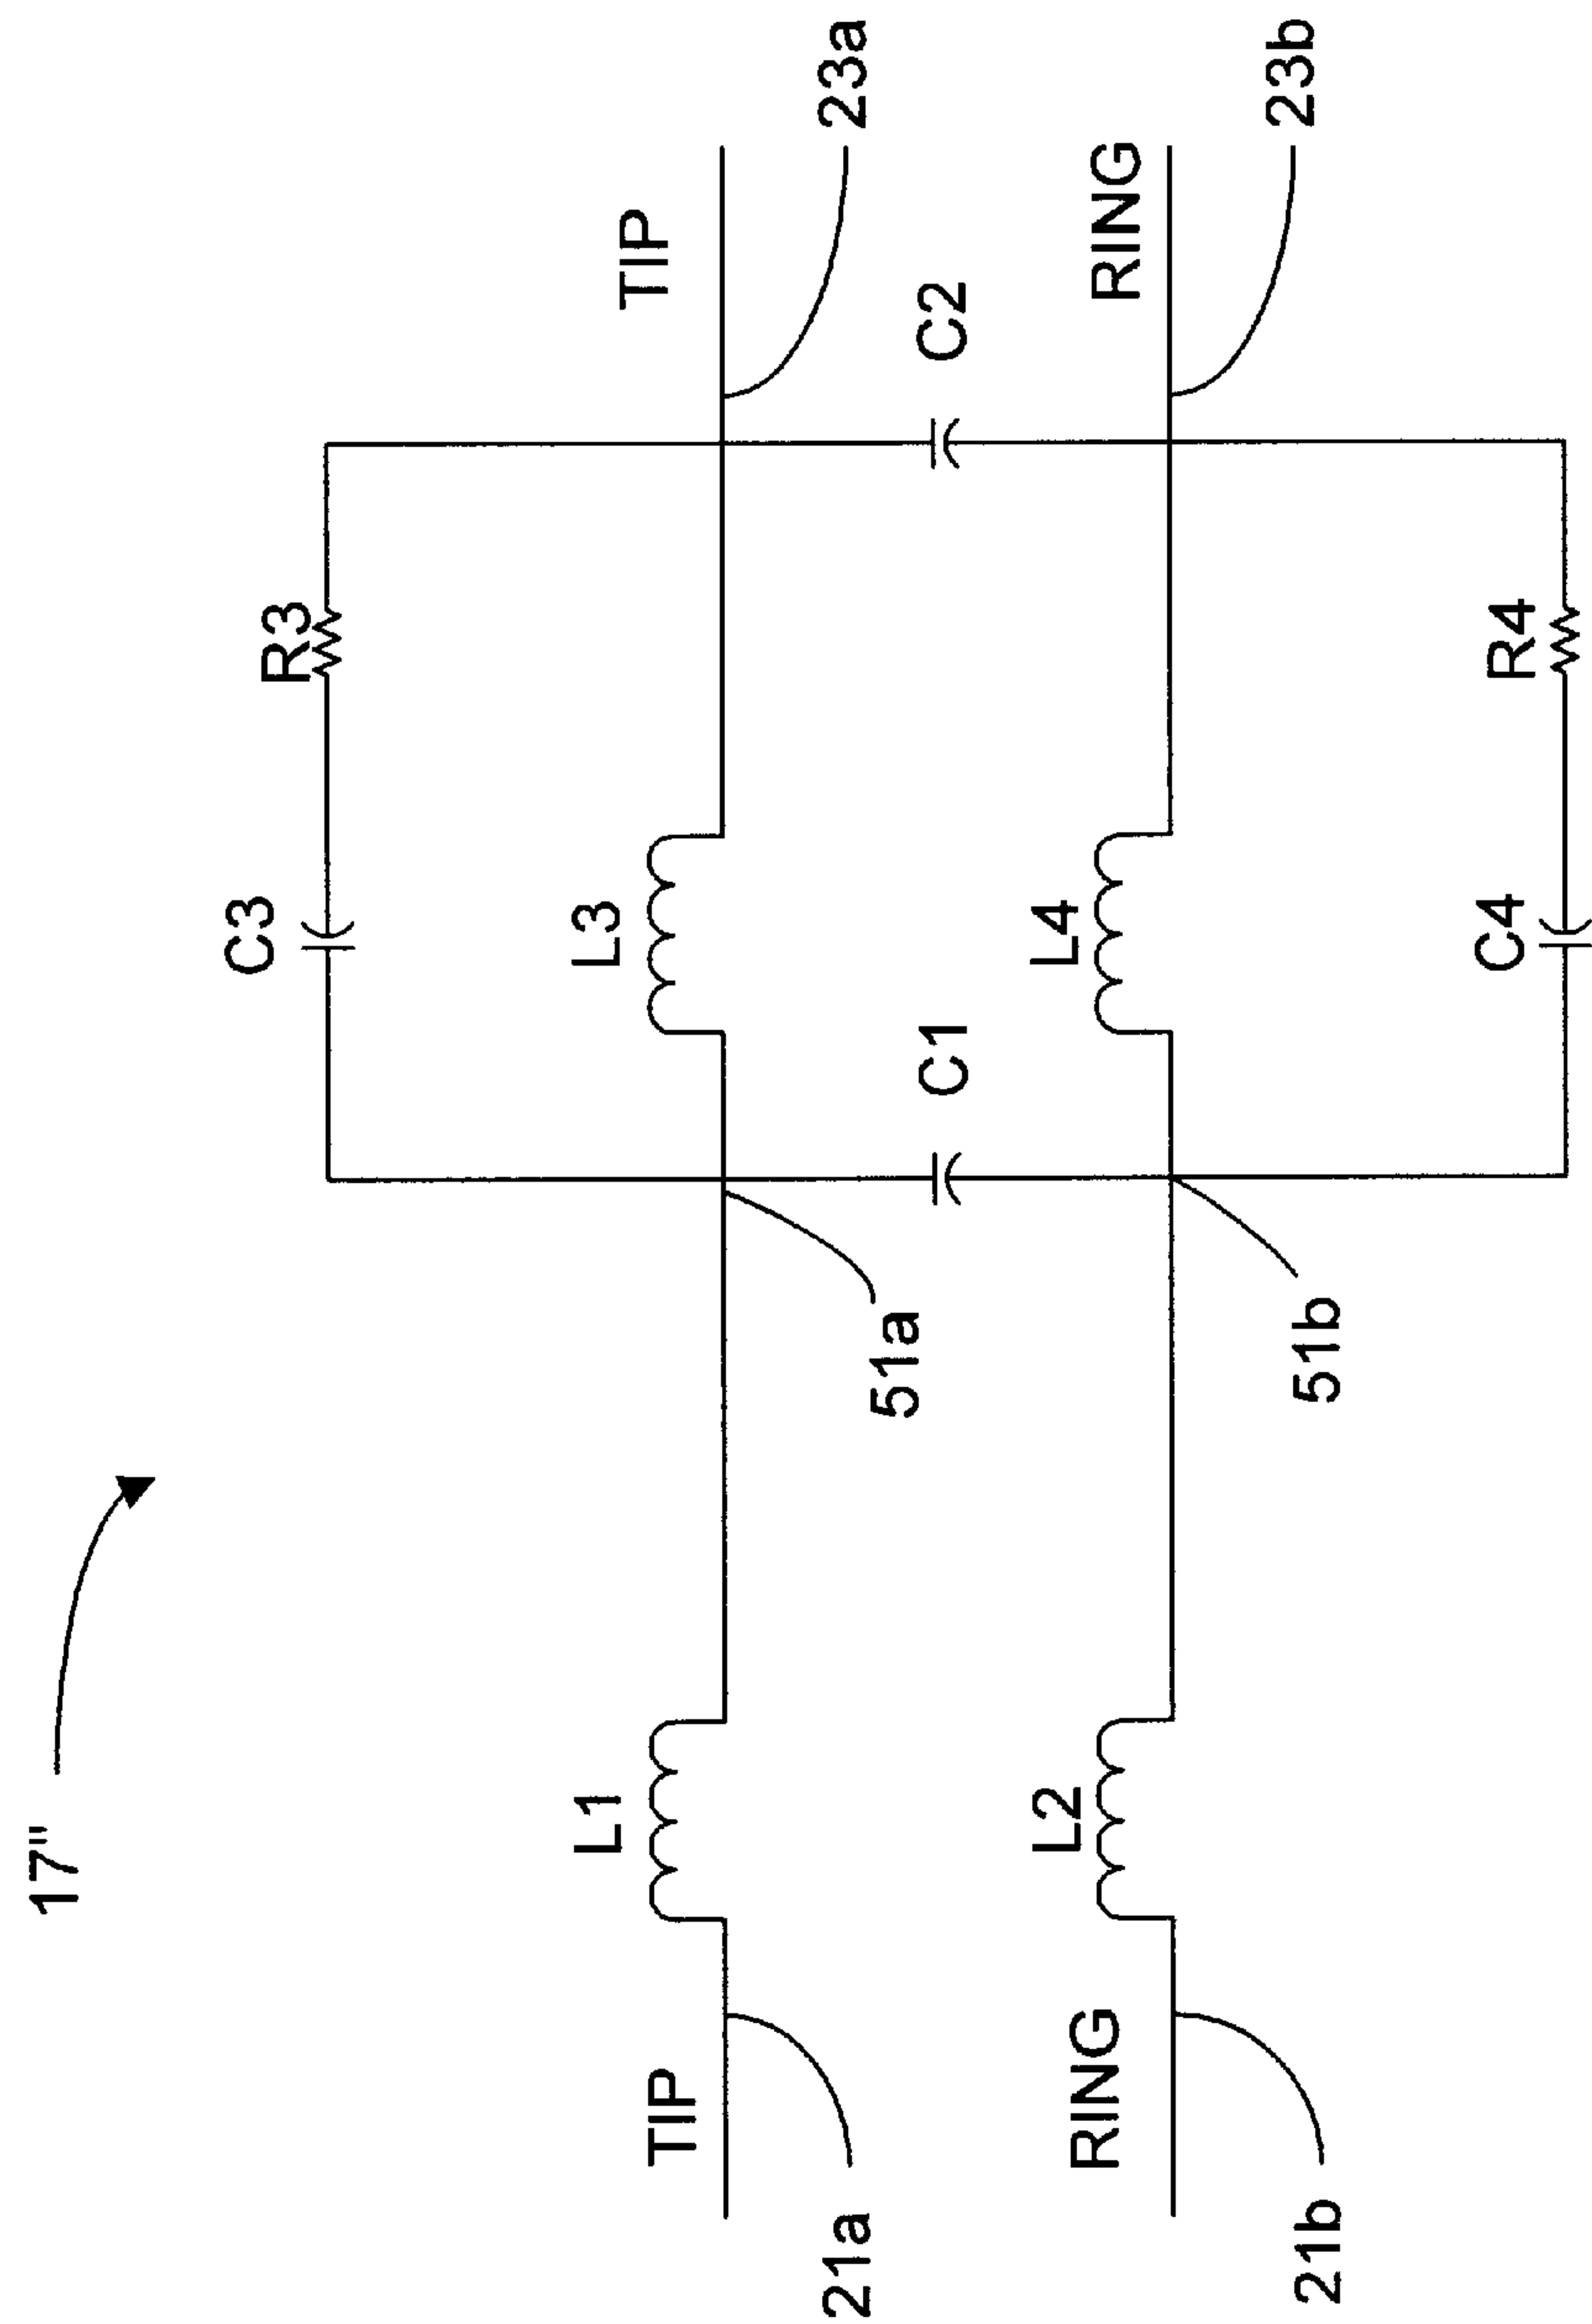 17"
C3
R3
L1
L3
TIP
TIP
21a
51a
C1
C2
23a
L2
L4
RING
RING
21b
51b
23b
C4
R4